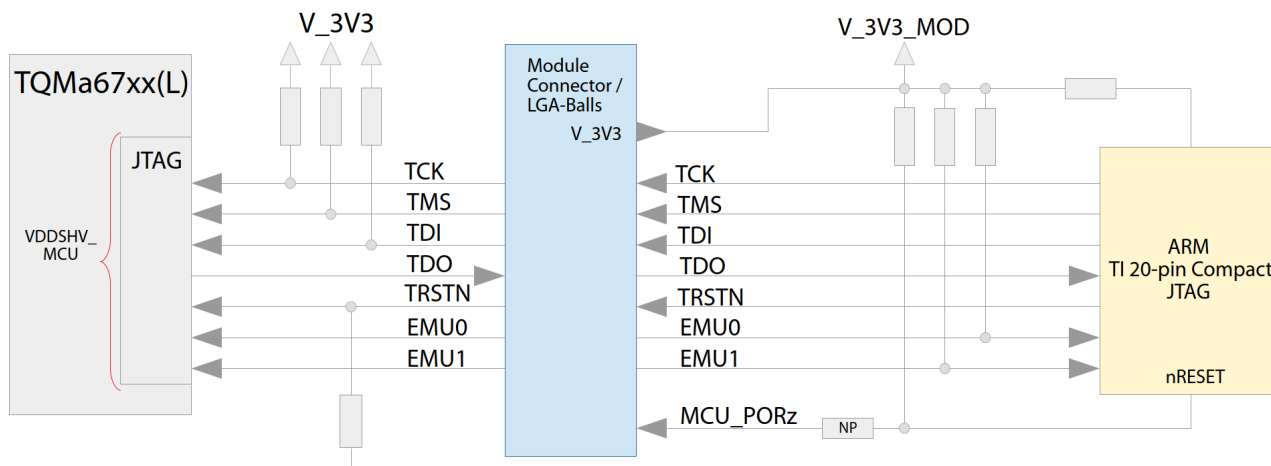 V_3V3
V_3V3_MOD
TQMa67xx(L)
Module
Connector /
LGA-Balls
V_3V3
JTAG
VDDSHV_
MCU
TCK
TMS
TDI
TDO
TRSTN
EMU0
EMU1
TCK
TMS
TDI
TDO
TRSTN
EMU0
EMU1
MCU_PORz
NP
ARM
TI 20-pin Compact
JTAG
nRESET